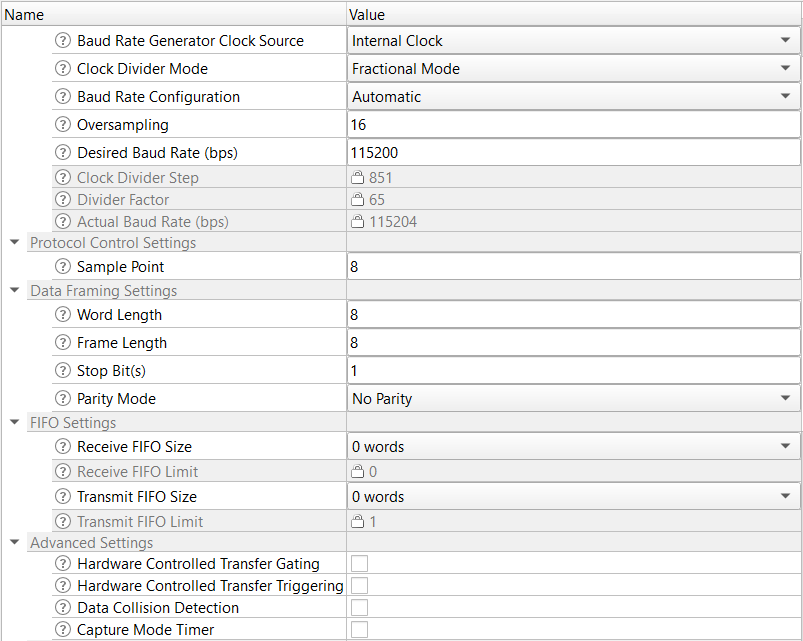 Name Value
Baud Rate Generator Clock Source Internal Clock
Clock Divider Mode Fractional Mode
Baud Rate Configuration Automatic
Oversampling 16
Desired Baud Rate (bps) 115200
Clock Divider Step 851
Divider Factor 65
Actual Baud Rate (bps) 115204
Protocol Control Settings
Sample Point 8
Data Framing Settings
Word Length 8
Frame Length 8
Stop Bit(s) 1
Parity Mode No Parity
FIFO Settings
Receive FIFO Size 0 words
Receive FIFO Limit 0
Transmit FIFO Size 0 words
Transmit FIFO Limit 1
Advanced Settings
Hardware Controlled Transfer Gating
Hardware Controlled Transfer Triggering
Data Collision Detection
Capture Mode Timer